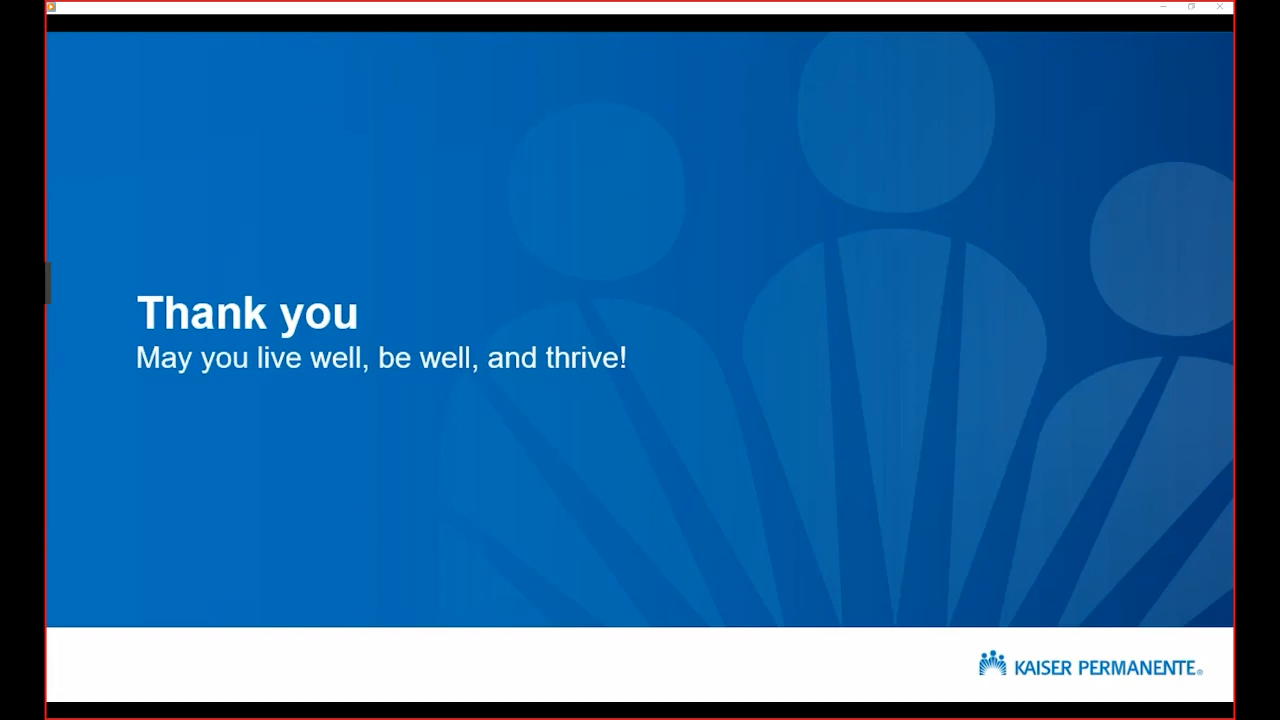 Thank you
May you live well, be well, and thrive!
KAISER PERMANENTE®